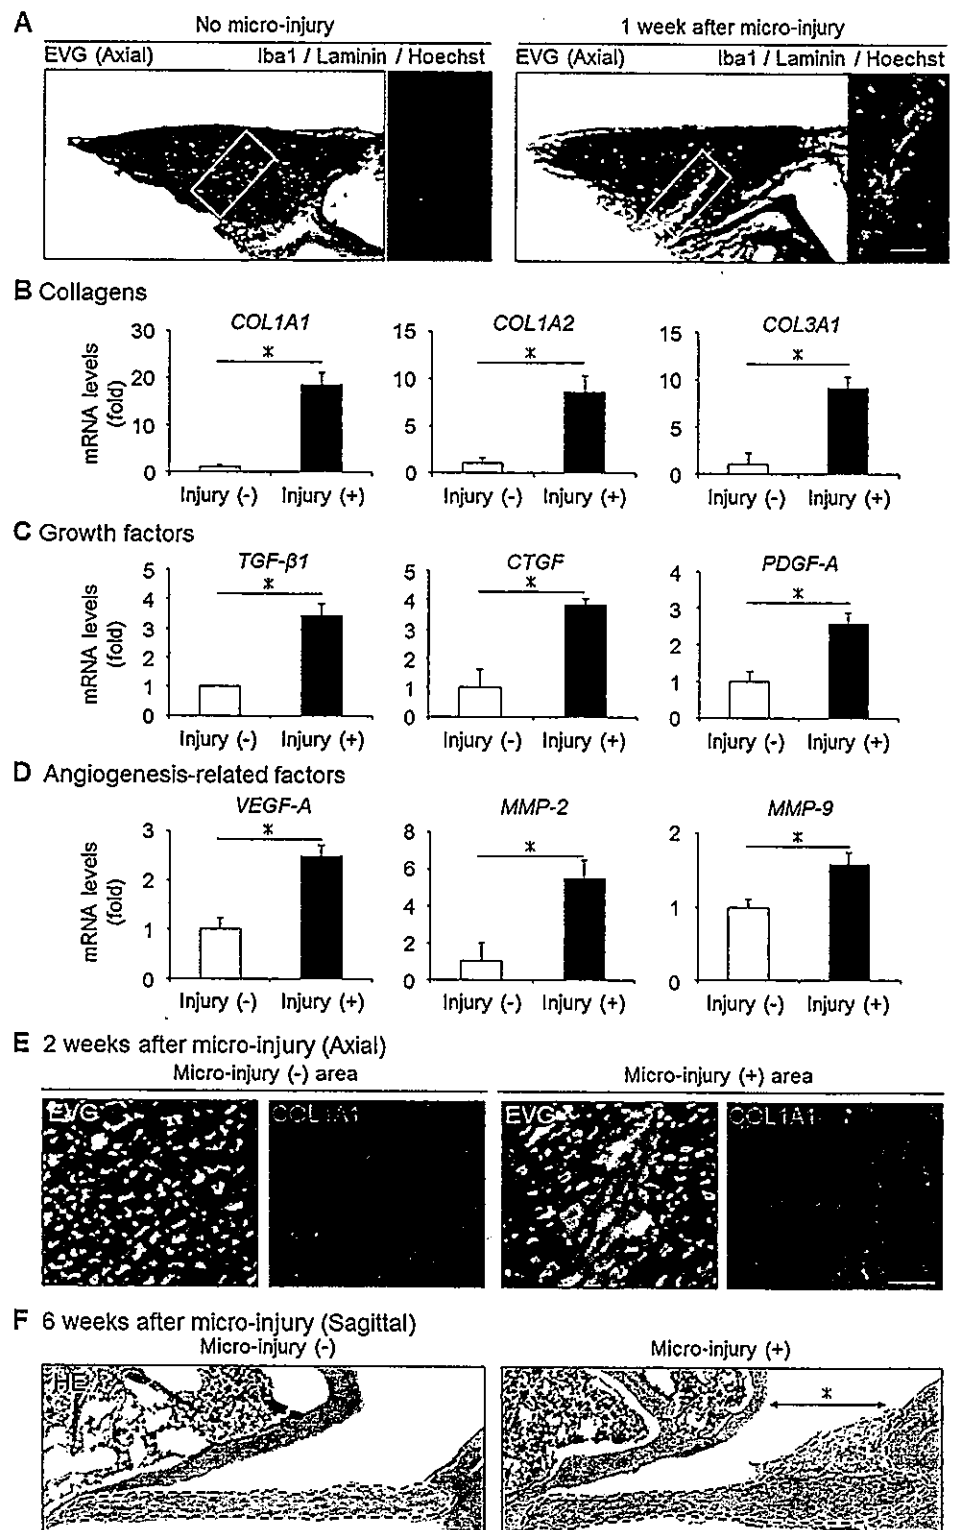 A
No micro-injury
1 week after micro-injury
EVG (Axial)
Iba1 / Laminin / Hoechst
EVG (Axial)
Iba1 / Laminin / Hoechst
B Collagens
mRNA levels
(fold)
COL1A1
30
20
10
0
*
Injury (-)
Injury (+)
COL1A2
15
10
5
0
*
Injury (-)
Injury (+)
COL3A1
15
10
5
0
*
Injury (-)
Injury (+)
C Growth factors
mRNA levels
(fold)
TGF-β1
5
4
3
2
1
0
*
Injury (-)
Injury (+)
CTGF
5
4
3
2
1
0
*
Injury (-)
Injury (+)
PDGF-A
4
3
2
1
0
*
Injury (-)
Injury (+)
D Angiogenesis-related factors
mRNA levels
(fold)
VEGF-A
3
2
1
0
*
Injury (-)
Injury (+)
MMP-2
8
6
4
2
0
*
Injury (-)
Injury (+)
MMP-9
2
1
0
*
Injury (-)
Injury (+)
E 2 weeks after micro-injury (Axial)
Micro-injury (-) area
Micro-injury (+) area
EVG
COL1A1
EVG
COL1A1
F 6 weeks after micro-injury (Sagittal)
Micro-injury (-)
Micro-injury (+)
HE
*